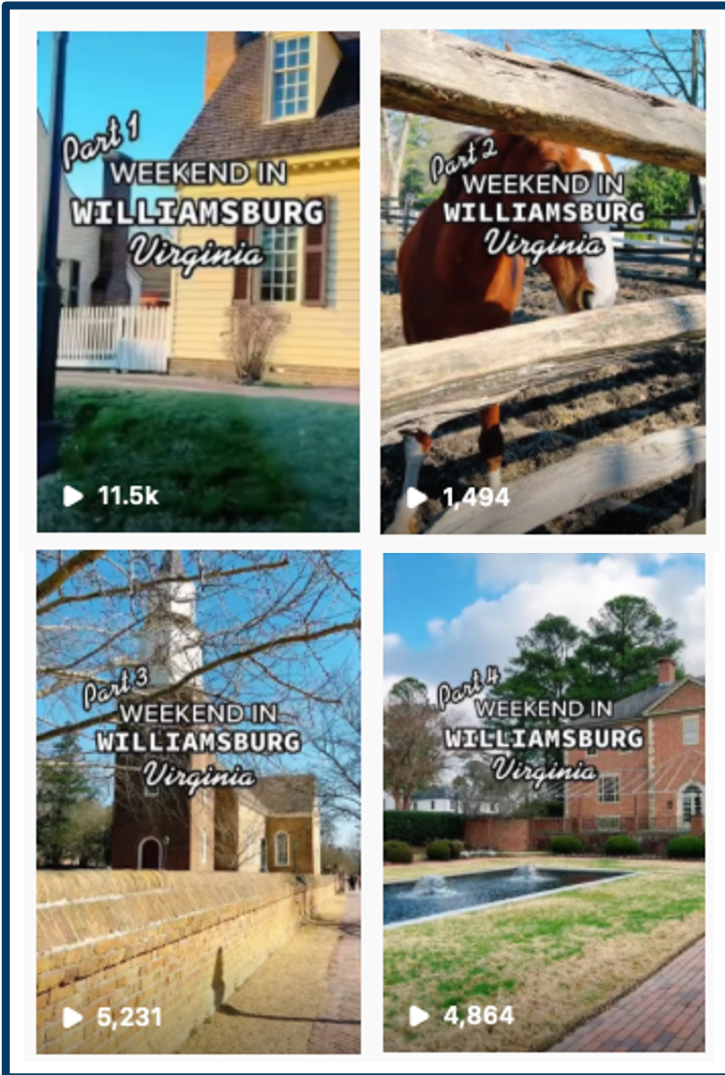 Part 1
WEEKEND IN
WILLIAMSBURG
Virginia
11.5k
Part 2
WEEKEND IN
WILLIAMSBURG
Virginia
1,494
Part 3
WEEKEND IN
WILLIAMSBURG
Virginia
5,231
Part 4
WEEKEND IN
WILLIAMSBURG
Virginia
4,864